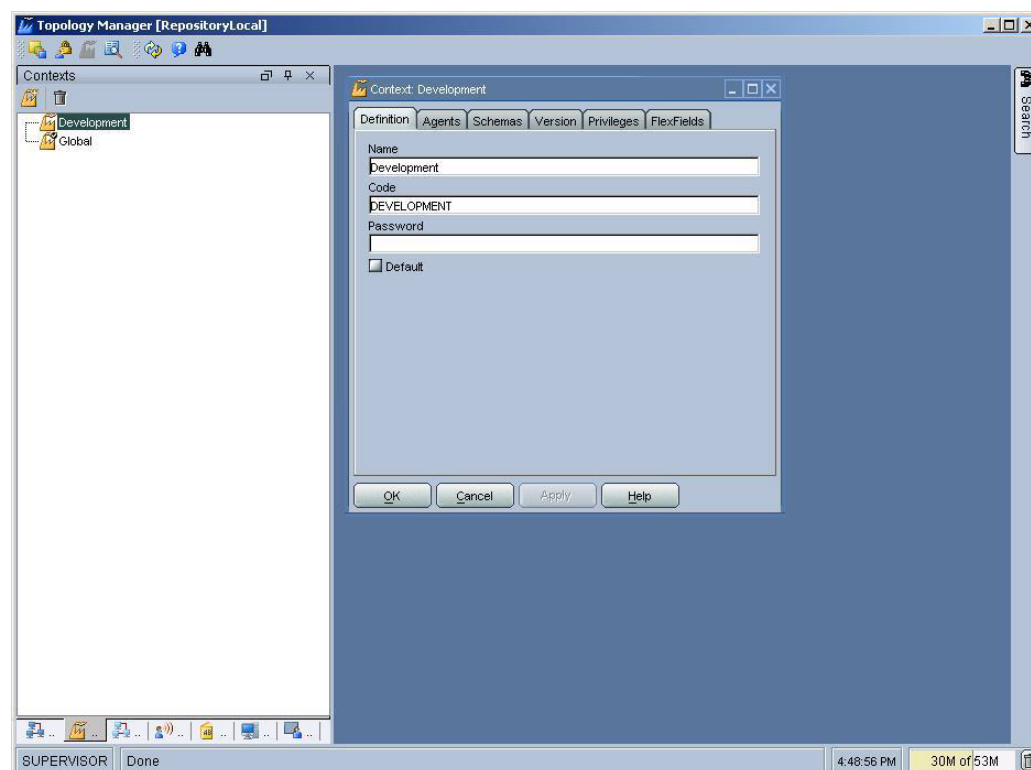 Topology Manager [RepositoryLocal]
Contexts
Development
Global
Context: Development
Definition Agents Schemas Version Privileges FlexFields
Name
Development
Code
DEVELOPMENT
Password
Default
OK Cancel Apply Help
Search
SUPERVISOR Done 4:48:56 PM 30M of 53M